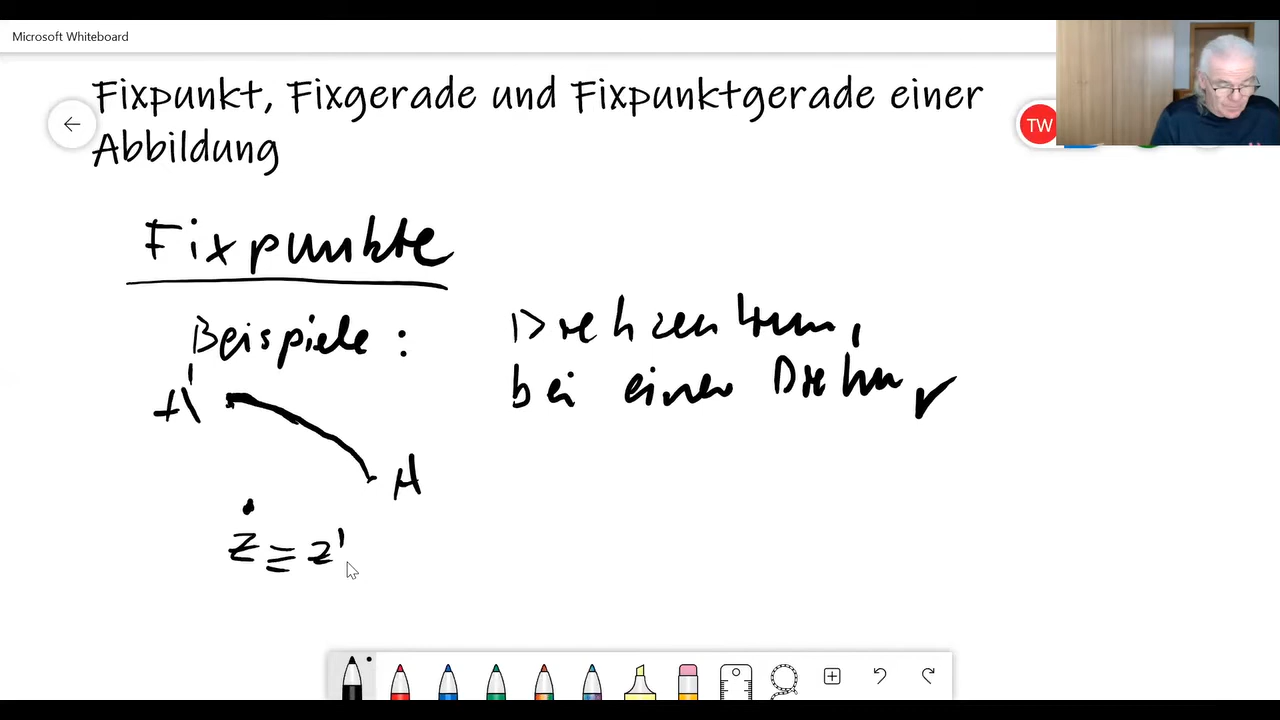 Microsoft Whiteboard
Fixpunkt, Fixgerade und Fixpunktgerade einer
Abbildung
TW
Fixpunkte
Beispiele:
Drehzentrum,
bei einer Drehung
A'
A
Z ≡ Z'